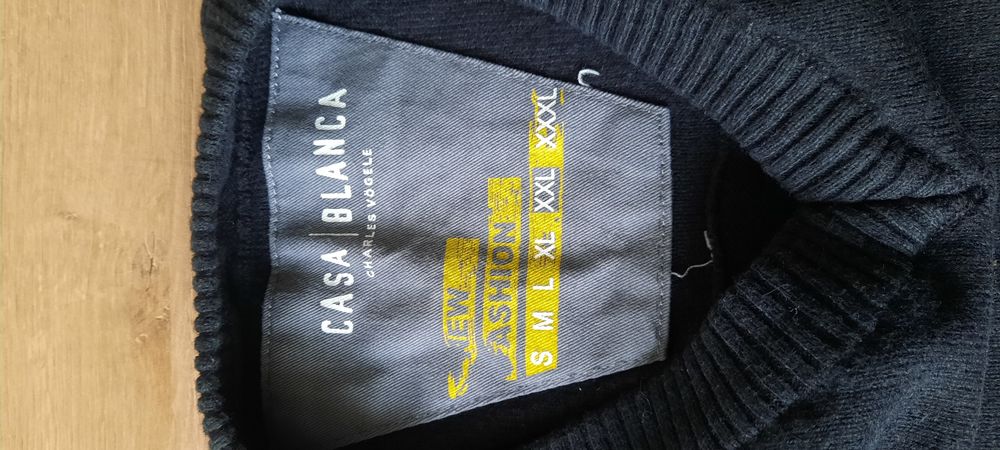 CASA | BLANCA
CHARLES VÖGELE
NEW
FASHION
S M L XL XXL XXXL